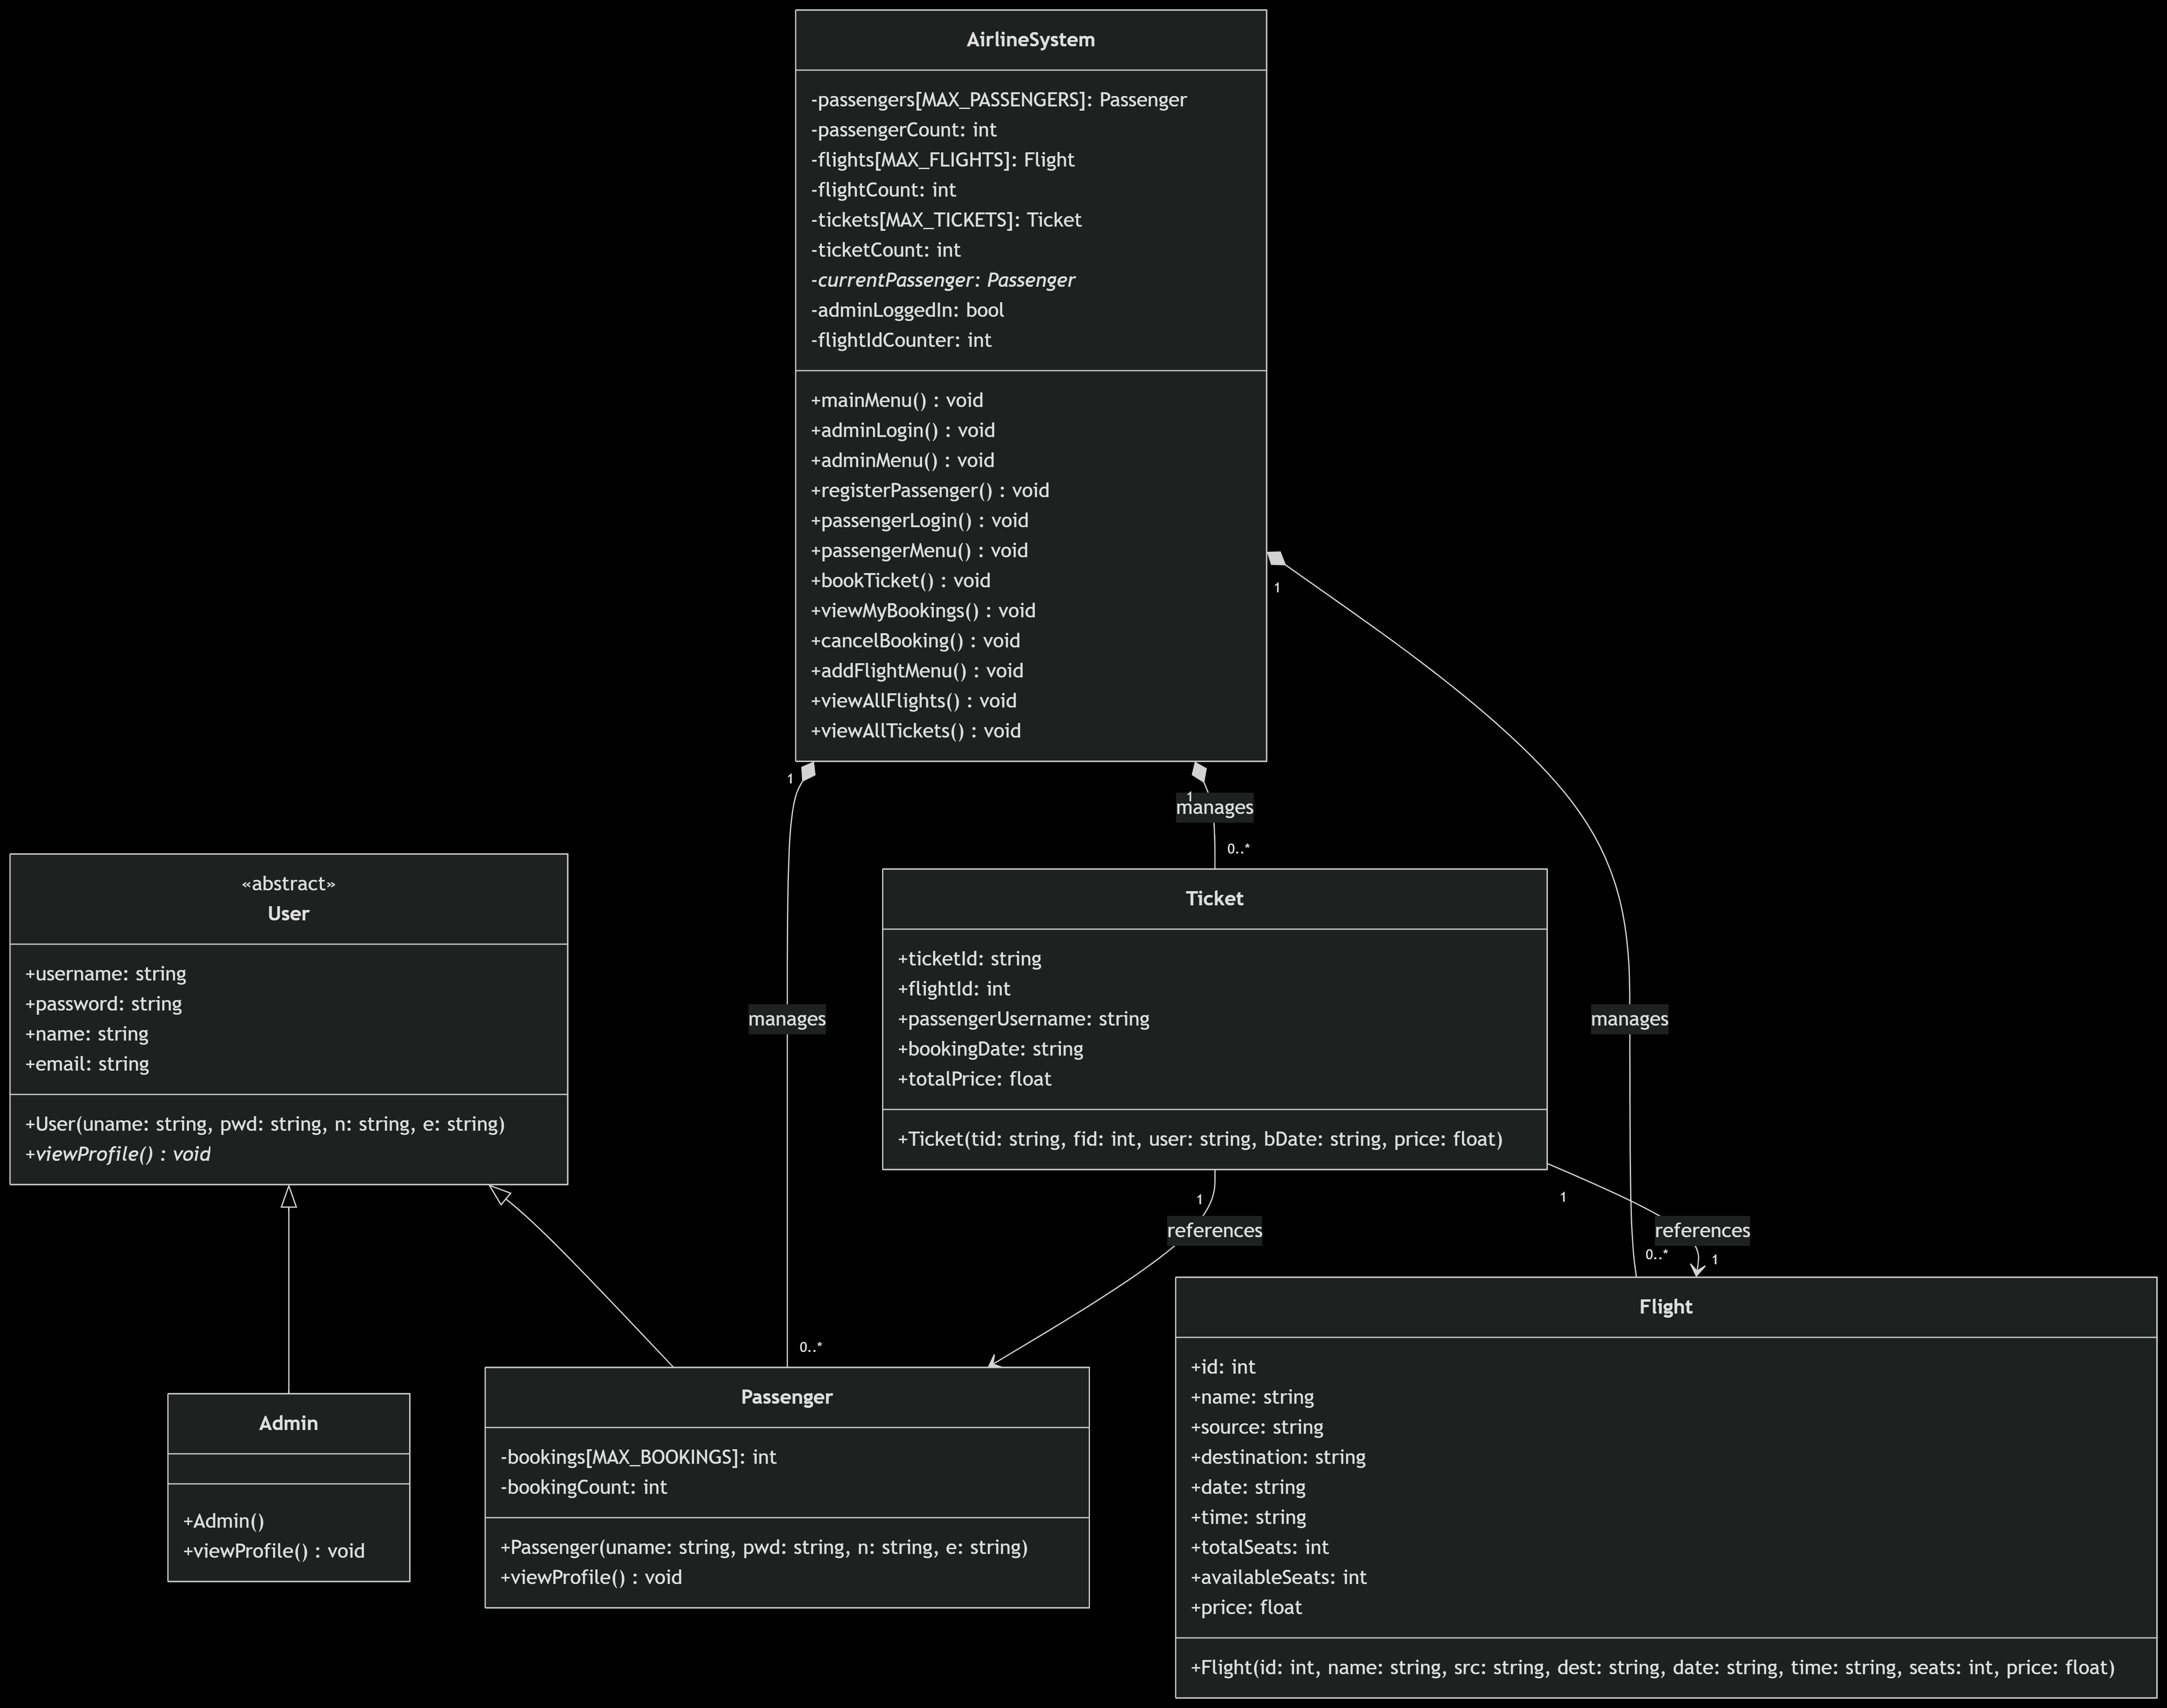 AirlineSystem
-passengers[MAX_PASSENGERS]: Passenger
-passengerCount: int
-flights[MAX_FLIGHTS]: Flight
-flightCount: int
-tickets[MAX_TICKETS]: Ticket
-ticketCount: int
-currentPassenger: Passenger
-adminLoggedIn: bool
-flightIdCounter: int
+mainMenu() : void
+adminLogin() : void
+adminMenu() : void
+registerPassenger() : void
+passengerLogin() : void
+passengerMenu() : void
+bookTicket() : void
+viewMyBookings() : void
+cancelBooking() : void
+addFlightMenu() : void
+viewAllFlights() : void
+viewAllTickets() : void
1
1
1
manages
0..*
«abstract»
User
+username: string
+password: string
+name: string
+email: string
+User(uname: string, pwd: string, n: string, e: string)
+viewProfile() : void
manages
Ticket
+ticketId: string
+flightId: int
+passengerUsername: string
+bookingDate: string
+totalPrice: float
+Ticket(tid: string, fid: int, user: string, bDate: string, price: float)
manages
1
references
1
references
0..*
1
0..*
Admin
+Admin()
+viewProfile() : void
Passenger
-bookings[MAX_BOOKINGS]: int
-bookingCount: int
+Passenger(uname: string, pwd: string, n: string, e: string)
+viewProfile() : void
Flight
+id: int
+name: string
+source: string
+destination: string
+date: string
+time: string
+totalSeats: int
+availableSeats: int
+price: float
+Flight(id: int, name: string, src: string, dest: string, date: string, time: string, seats: int, price: float)